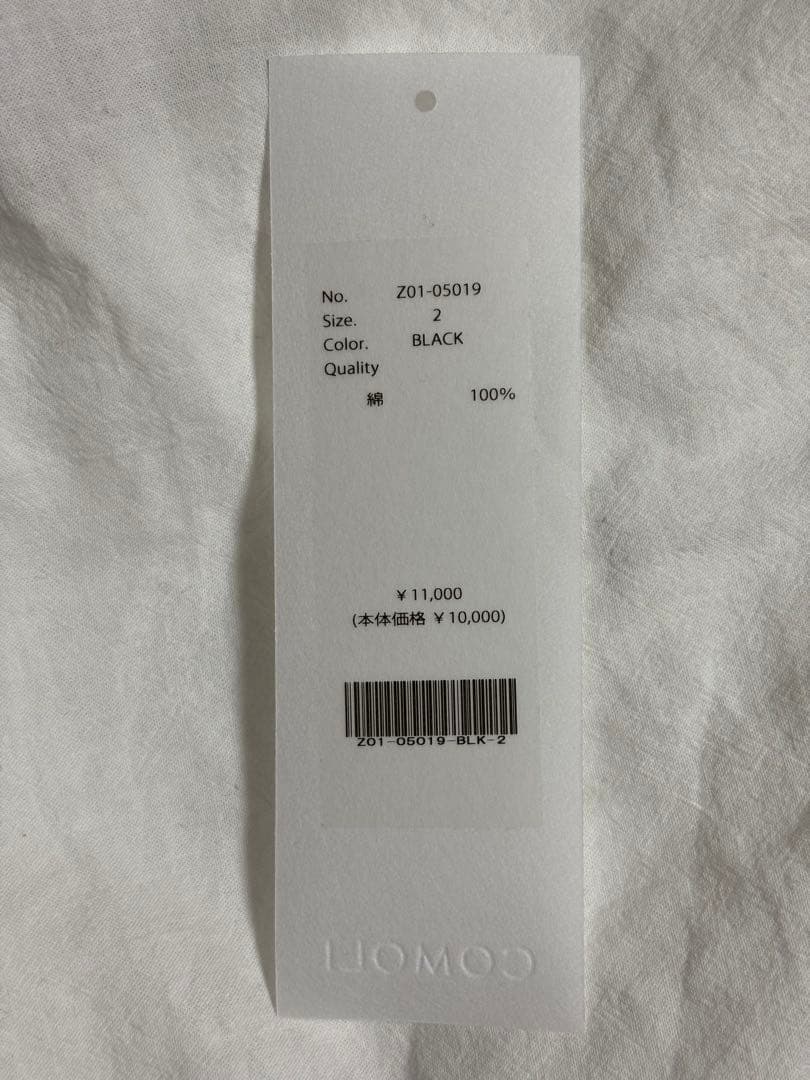 No. Z01-05019
Size. 2
Color. BLACK
Quality
綿 100%
¥11,000
(本体価格 ¥10,000)
Z01-05019-BLK-2
COMOLI